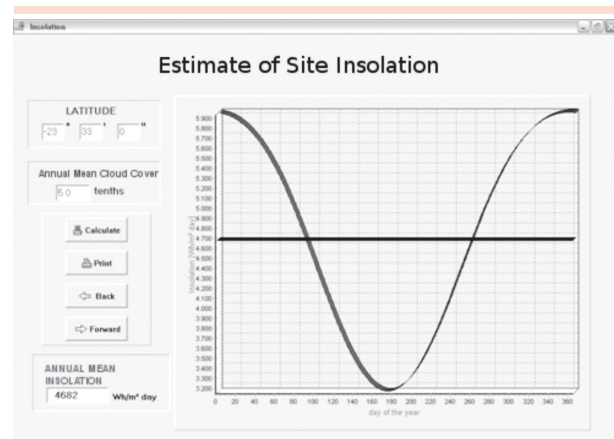 Insolation
Estimate of Site Insolation
LATITUDE
-23 ° 33 ' 0 "
Annual Mean Cloud Cover
5.0 tenths
Calculate
Print
Back
Forward
ANNUAL MEAN
INSOLATION
4682 Wh/m² day
Insolation [Wh/m² day]
5.900
5.800
5.700
5.600
5.500
5.400
5.300
5.200
5.100
5.000
4.900
4.800
4.700
4.600
4.500
4.400
4.300
4.200
4.100
4.000
3.900
3.800
3.700
3.600
3.500
3.400
3.300
3.200
0 20 40 60 80 100 120 140 160 180 200 220 240 260 280 300 320 340 360
day of the year